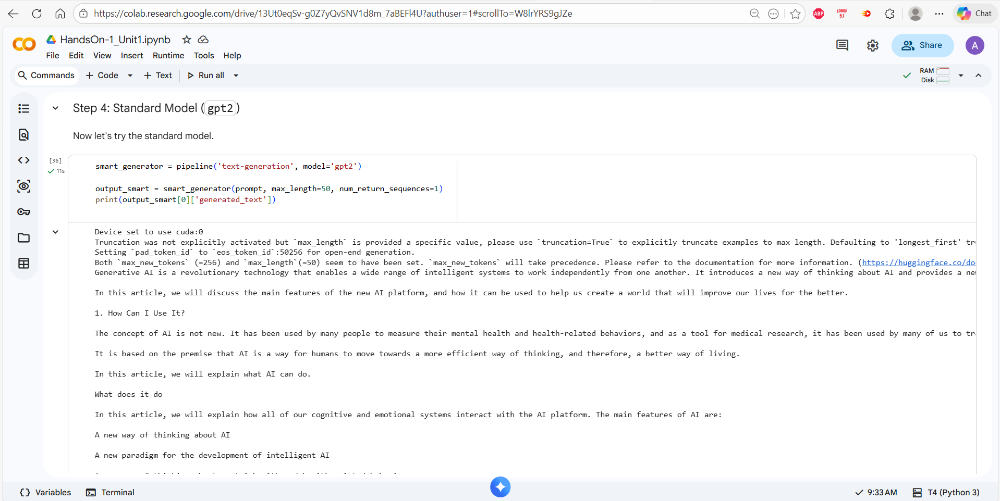 https://colab.research.google.com/drive/13Ut0eqSv-g0Z7yQvSNV1d8m_7aBEFl4U?authuser=1#scrollTo=W8lrYRS9gJZe
ABP
1080P
5.1
Chat
HandsOn-1_Unit1.ipynb
File Edit View Insert Runtime Tools Help
Share
A
Commands + Code + Text Run all
RAM
Disk
Step 4: Standard Model (gpt2)
Now let's try the standard model.
[36]
11s
smart_generator = pipeline('text-generation', model='gpt2')
output_smart = smart_generator(prompt, max_length=50, num_return_sequences=1)
print(output_smart[0]['generated_text'])
Device set to use cuda:0
Truncation was not explicitly activated but `max_length` is provided a specific value, please use `truncation=True` to explicitly truncate examples to max length. Defaulting to 'longest_first'
Setting `pad_token_id` to `eos_token_id`:50256 for open-end generation.
Both `max_new_tokens` (=256) and `max_length`(=50) seem to have been set. `max_new_tokens` will take precedence. Please refer to the documentation for more information. (https://huggingface.co/do
Generative AI is a revolutionary technology that enables a wide range of intelligent systems to work independently from one another. It introduces a new way of thinking about AI and provides a
In this article, we will discuss the main features of the new AI platform, and how it can be used to help us create a world that will improve our lives for the better.
1. How Can I Use It?
The concept of AI is not new. It has been used by many people to measure their mental health and health-related behaviors, and as a tool for medical research, it has been used by many of us to
It is based on the premise that AI is a way for humans to move towards a more efficient way of thinking, and therefore, a better way of living.
In this article, we will explain what AI can do.
What does it do
In this article, we will explain how all of our cognitive and emotional systems interact with the AI platform. The main features of AI are:
A new way of thinking about AI
A new paradigm for the development of intelligent AI
Variables Terminal
9:33 AM T4 (Python 3)